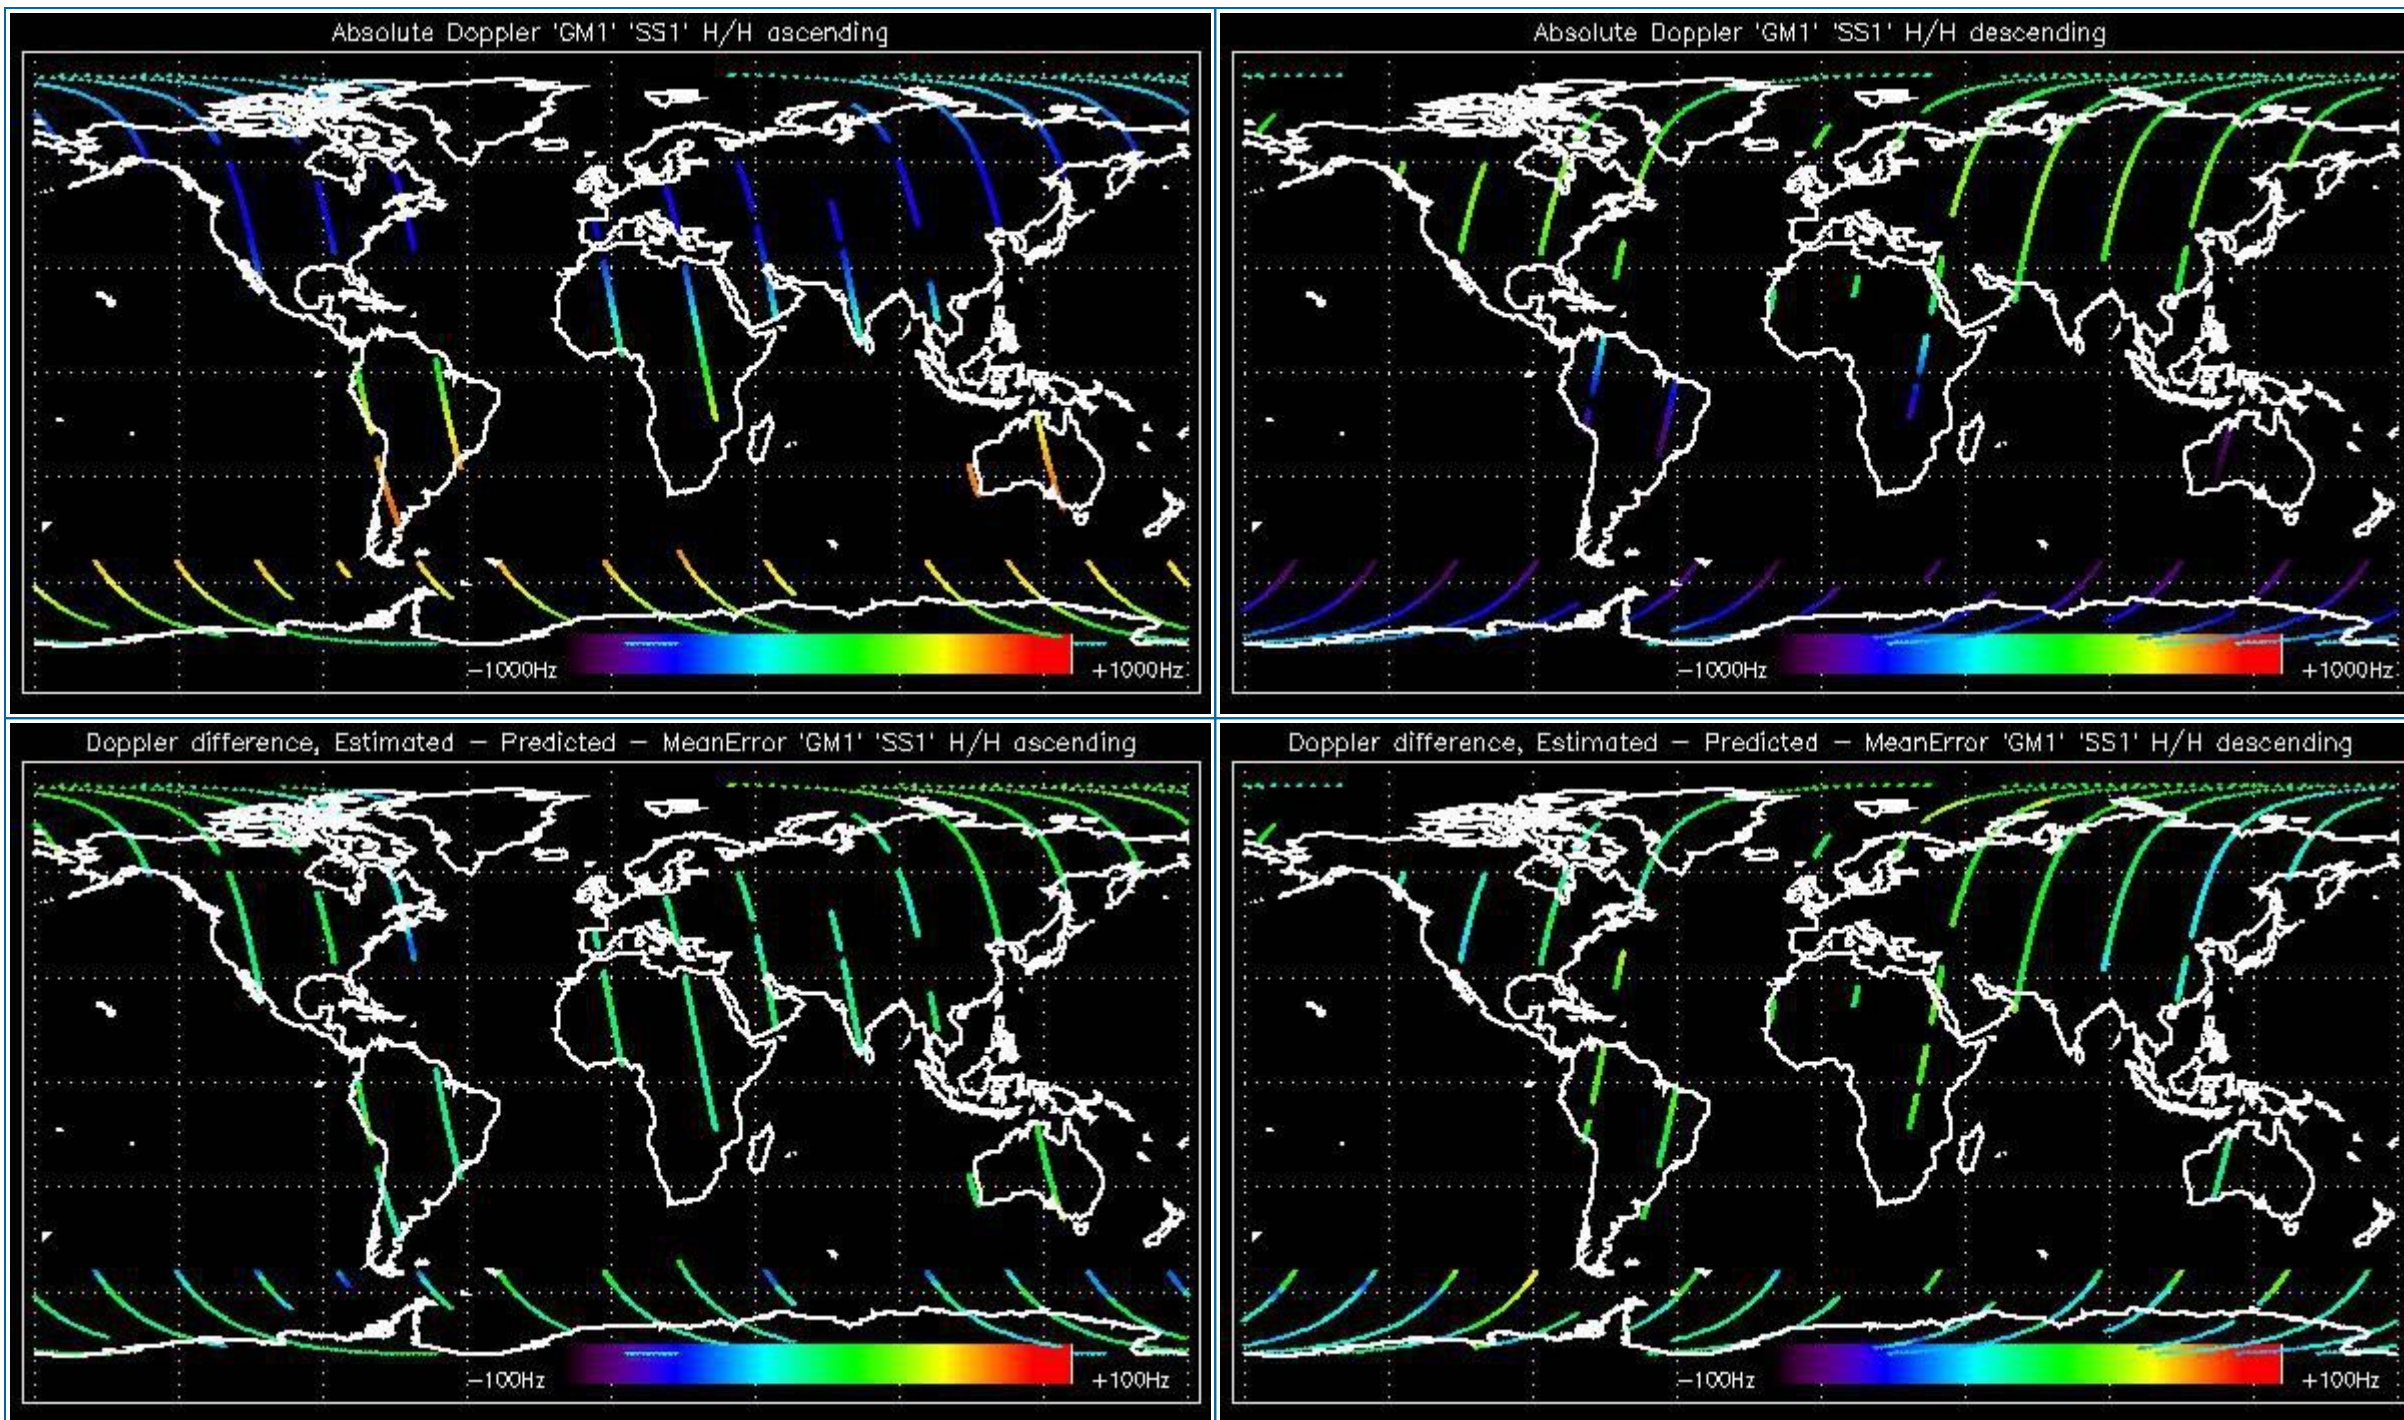 Absolute Doppler 'GM1' 'SS1' H/H ascending
-1000Hz
+1000Hz
Absolute Doppler 'GM1' 'SS1' H/H descending
-1000Hz
+1000Hz
Doppler difference, Estimated - Predicted - MeanError 'GM1' 'SS1' H/H ascending
-100Hz
+100Hz
Doppler difference, Estimated - Predicted - MeanError 'GM1' 'SS1' H/H descending
-100Hz
+100Hz